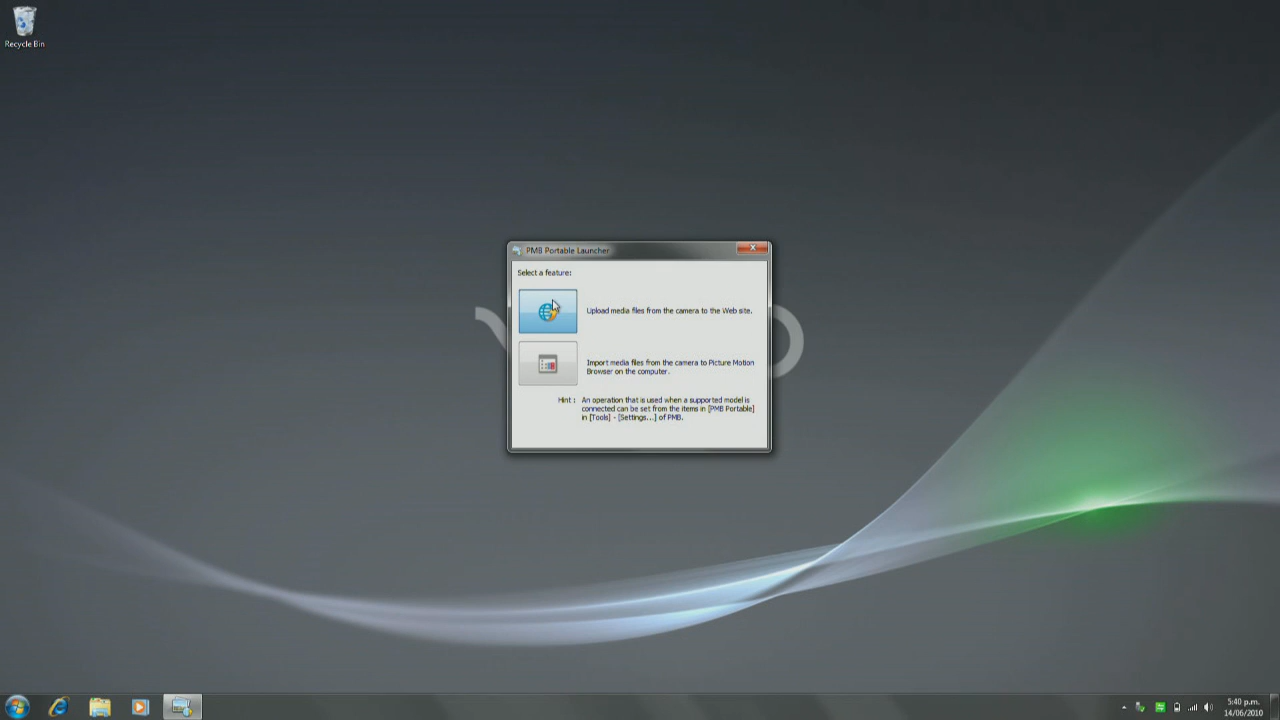 Recycle Bin
PMB Portable Launcher
Select a feature:
Upload media files from the camera to the Web site.
Import media files from the camera to Picture Motion
Browser on the computer.
Hint : An operation that is used when a supported model is
connected can be set from the items in [PMB Portable]
in [Tools] - [Settings...] of PMB.
5:40 p.m.
14/06/2010